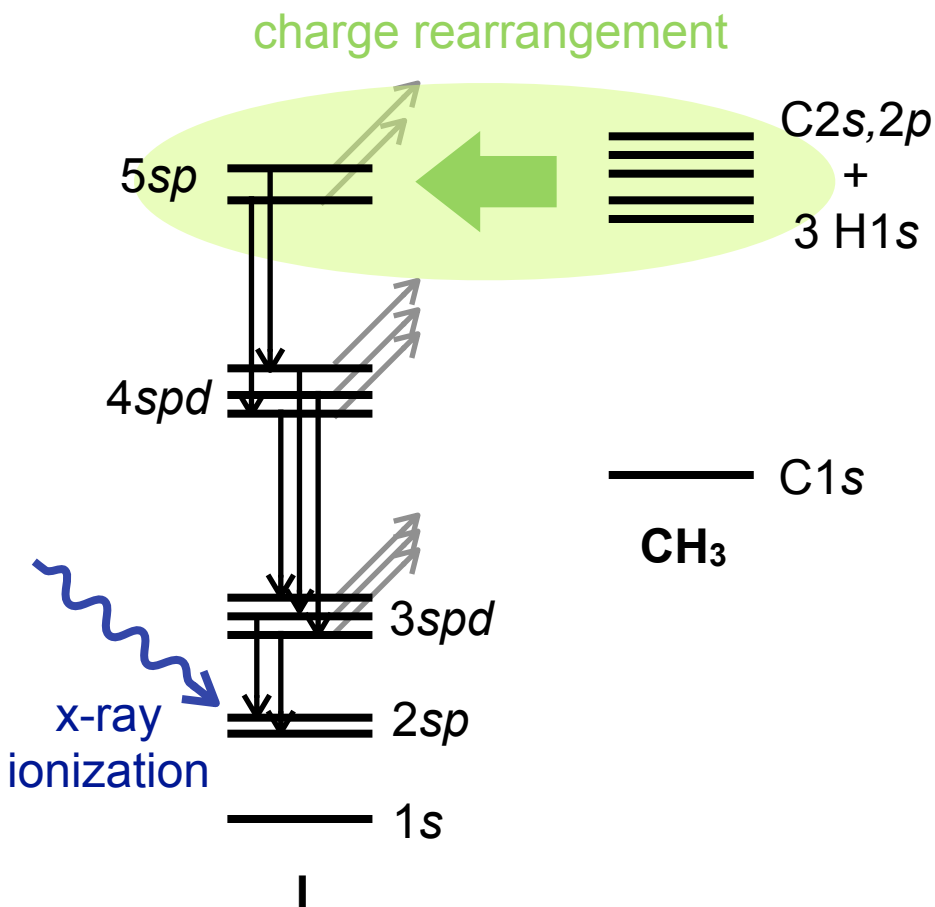 charge rearrangement
5sp
C2s,2p
+
3 H1s
4spd
C1s
CH₃
3spd
x-ray
ionization
2sp
1s
I